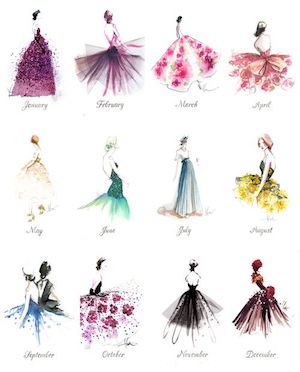 January February March April
May June July August
September October November December